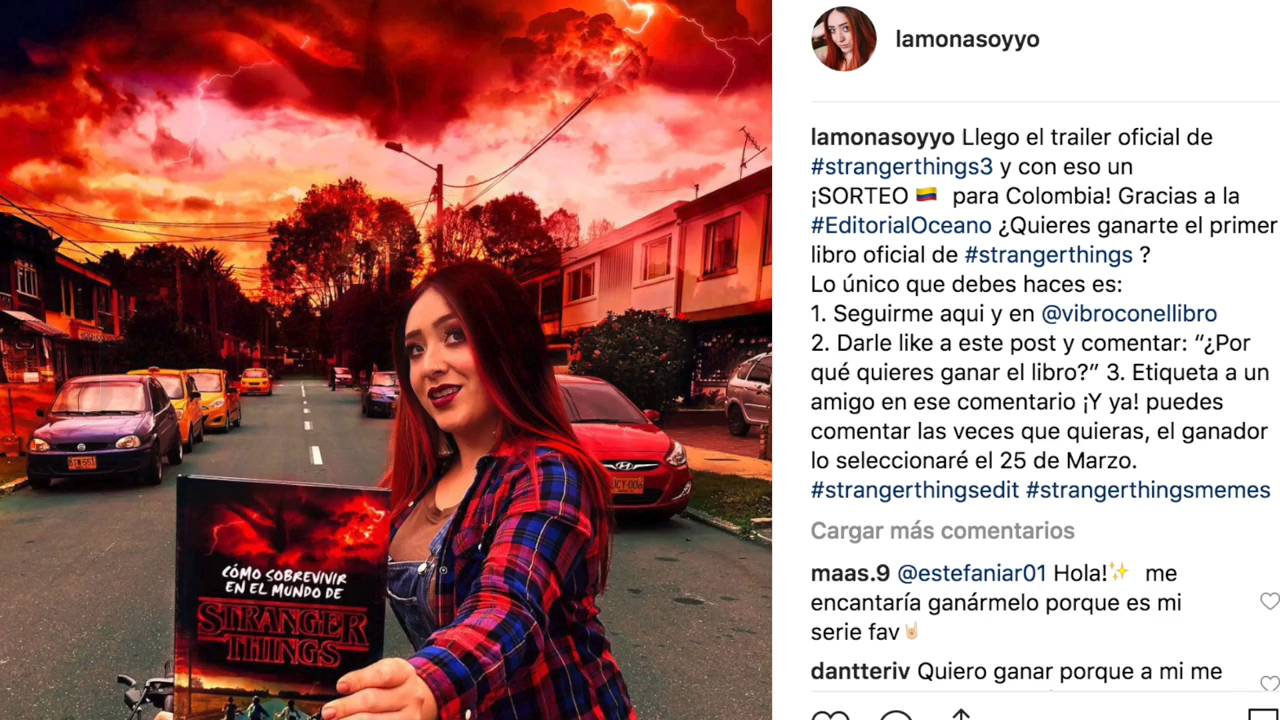 lamonasoyyo
lamonasoyyo Llego el trailer oficial de
#strangerthings3 y con eso un
¡SORTEO 🇨🇴 para Colombia! Gracias a la
#EditorialOceano ¿Quieres ganarte el primer
libro oficial de #strangerthings ?
Lo único que debes haces es:
1. Seguirme aqui y en @vibroconellibro
2. Darle like a este post y comentar: “¿Por
qué quieres ganar el libro?” 3. Etiqueta a un
amigo en ese comentario ¡Y ya! puedes
comentar las veces que quieras, el ganador
lo seleccionaré el 25 de Marzo.
#strangerthingsedit #strangerthingsmemes
Cargar más comentarios
maas.9 @estefaniar01 Hola!✨ me
encantaría ganármelo porque es mi
serie fav🤘🏻
dantteriv Quiero ganar porque a mi me
CÓMO SOBREVIVIR
EN EL MUNDO DE
STRANGER
THINGS